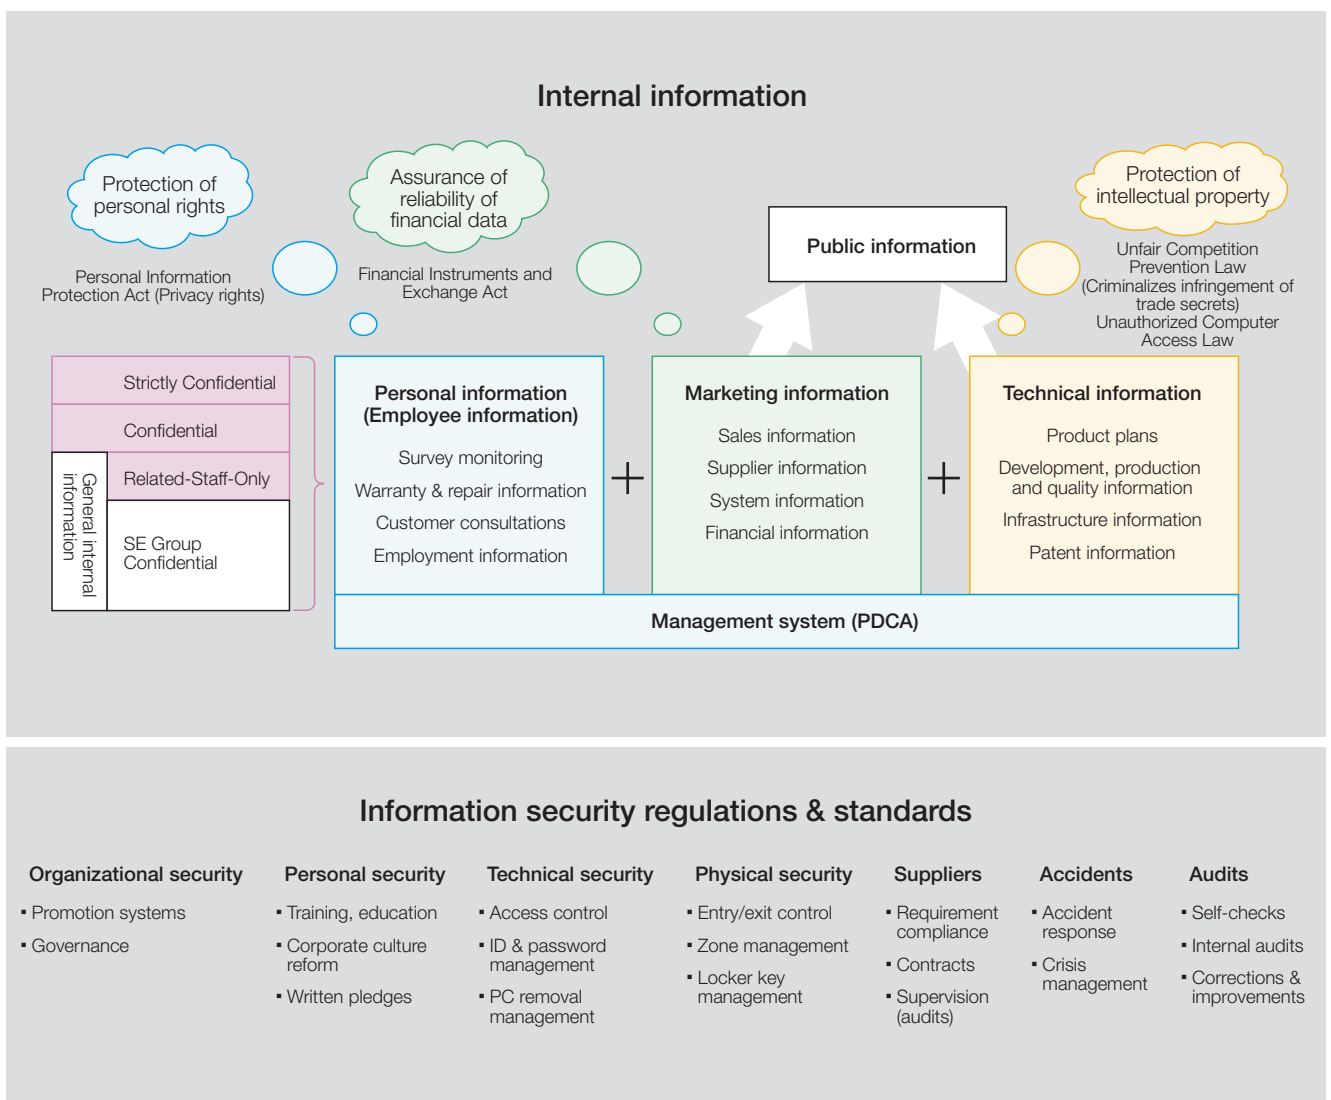 Internal information
Protection of
personal rights
Personal Information
Protection Act (Privacy rights)
Assurance of
reliability of
financial data
Financial Instruments and
Exchange Act
Public information
Protection of
intellectual property
Unfair Competition
Prevention Law
(Criminalizes infringement of
trade secrets)
Unauthorized Computer
Access Law
Strictly Confidential
Confidential
Related-Staff-Only
SE Group
Confidential
General internal
information
Personal information
(Employee information)
Survey monitoring
Warranty & repair information
Customer consultations
Employment information
+
Marketing information
Sales information
Supplier information
System information
Financial information
+
Technical information
Product plans
Development, production
and quality information
Infrastructure information
Patent information
Management system (PDCA)
Information security regulations & standards
Organizational security
▪ Promotion systems
▪ Governance
Personal security
▪ Training, education
▪ Corporate culture
reform
▪ Written pledges
Technical security
▪ Access control
▪ ID & password
management
▪ PC removal
management
Physical security
▪ Entry/exit control
▪ Zone management
▪ Locker key
management
Suppliers
▪ Requirement
compliance
▪ Contracts
▪ Supervision
(audits)
Accidents
▪ Accident
response
▪ Crisis
management
Audits
▪ Self-checks
▪ Internal audits
▪ Corrections &
improvements